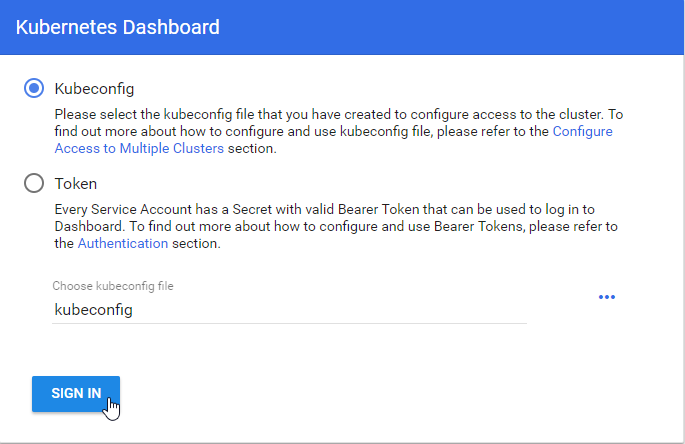 Kubernetes Dashboard
Kubeconfig
Please select the kubeconfig file that you have created to configure access to the cluster. To
find out more about how to configure and use kubeconfig file, please refer to the Configure
Access to Multiple Clusters section.
Token
Every Service Account has a Secret with valid Bearer Token that can be used to log in to
Dashboard. To find out more about how to configure and use Bearer Tokens, please refer to
the Authentication section.
Choose kubeconfig file
kubeconfig
SIGN IN